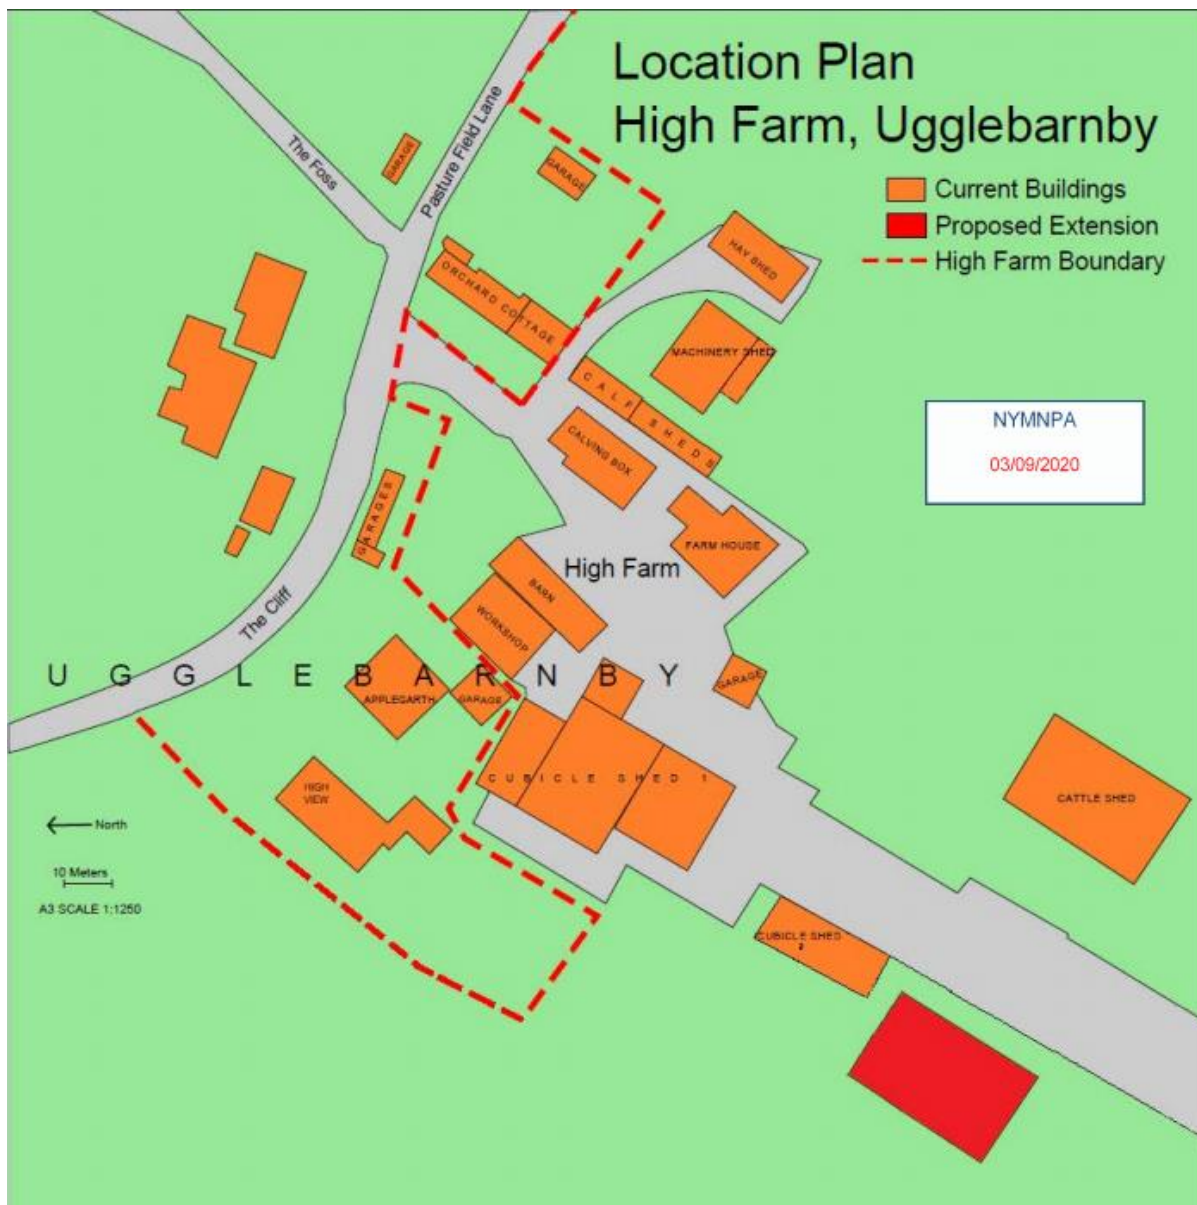 Location Plan
High Farm, Ugglebarnby
Current Buildings
Proposed Extension
High Farm Boundary
The Foss
GARAGE
Pasture Field Lane
GARAGE
HAY SHED
ORCHARD COTTAGE
MACHINERY SHED
CALF SHEDS
NYMNPA
03/09/2020
CALVING BOX
GARAGES
FARM HOUSE
High Farm
BARN
WORKSHOP
The Cliff
UGGLEBARNBY
APPLEGARTH
GARAGE
GARAGE
CUBICLE SHED 1
HIGH
VIEW
CATTLE SHED
North
10 Meters
A3 SCALE 1:1250
CUBICLE SHED
2